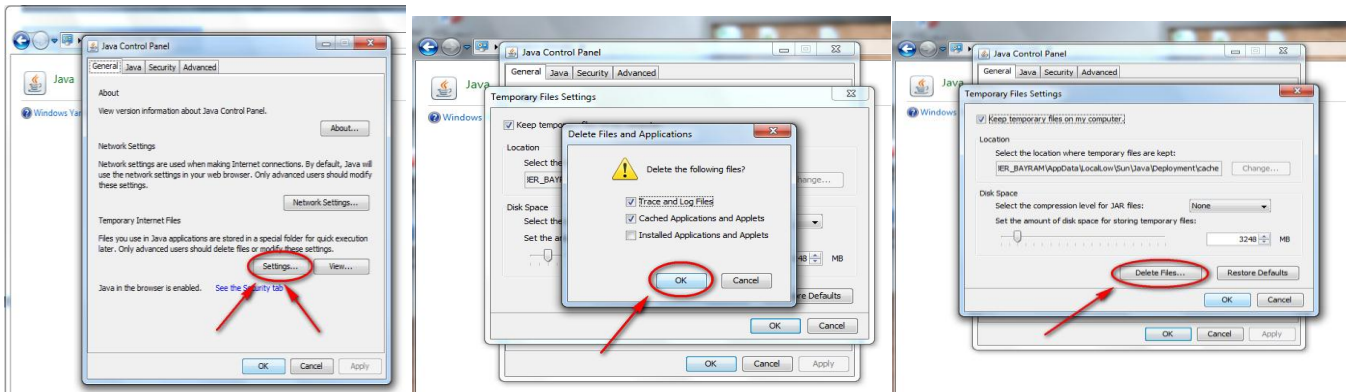 Java Control Panel
General Java Security Advanced
Java
Windows
About
View version information about Java Control Panel.
About...
Network Settings
Network settings are used when making Internet connections. By default, Java will
use the network settings in your web browser. Only advanced users should modify
these settings.
Network Settings...
Temporary Internet Files
Files you use in Java applications are stored in a special folder for quick execution
later. Only advanced users should delete files or modify these settings.
Settings... View...
Java in the browser is enabled. See the Security tab
OK Cancel Apply
Java Control Panel
General Java Security Advanced
Java
Windows
Temporary Files Settings
Keep
Delete Files and Applications
Location
Select the
Delete the following files?
Trace and Log Files
Disk Space
Cached Applications and Applets
Select the
Installed Applications and Applets
Set the
MB
OK Cancel
Defaults
OK Cancel
OK Cancel Apply
Java Control Panel
General Java Security Advanced
Java
Windows
Temporary Files Settings
Keep temporary files on my computer.
Location
Select the location where temporary files are kept:
IER_BAYRAM\AppData\LocalLow\Sun\Java\Deployment\cache Change...
Disk Space
Select the compression level for JAR files: None
Set the amount of disk space for storing temporary files:
3248 MB
Delete Files... Restore Defaults
OK Cancel
OK Cancel Apply